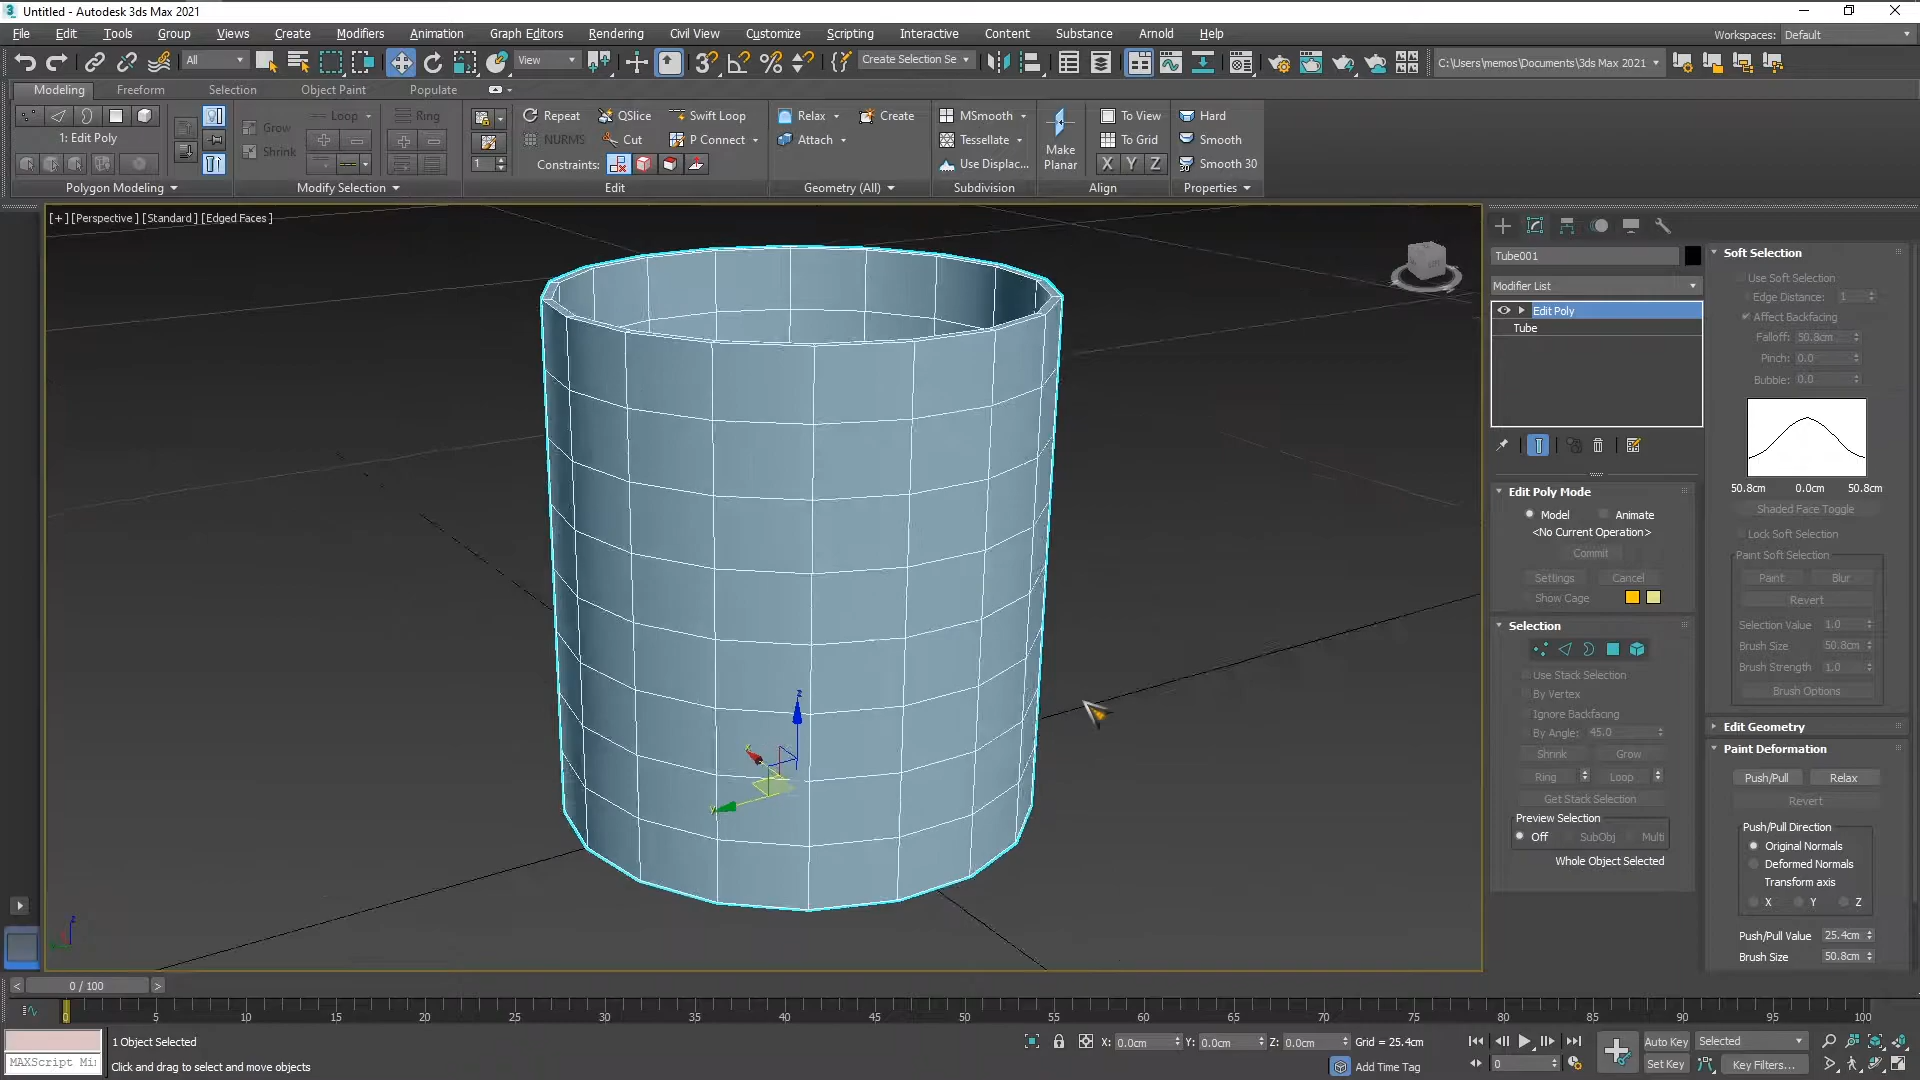 Untitled - Autodesk 3ds Max 2021
File Edit Tools Group Views Create Modifiers Animation Graph Editors Rendering Civil View Customize Scripting Interactive Content Substance Arnold Help
Workspaces: Default
All View Create Selection Se C:\Users\memos\Documents\3ds Max 2021
Modeling Freeform Selection Object Paint Populate
1: Edit Poly
Polygon Modeling
Grow Loop Ring
Shrink
Modify Selection
1
Repeat QSlice Swift Loop
NURMS Cut P Connect
Constraints:
Edit
Relax Create
Attach
Geometry (All)
MSmooth
Tessellate
Use Displac...
Subdivision
Make
Planar
To View
To Grid
X Y Z
Align
Hard
Smooth
Smooth 30
Properties
[+] [Perspective ] [Standard ] [Edged Faces ]
z
y
z
Tube001
Modifier List
Edit Poly
Tube
Edit Poly Mode
Model Animate
<No Current Operation>
Commit
Settings Cancel
Show Cage
Selection
Use Stack Selection
By Vertex
Ignore Backfacing
By Angle: 45.0
Shrink Grow
Ring Loop
Get Stack Selection
Preview Selection
Off SubObj Multi
Whole Object Selected
Soft Selection
Use Soft Selection
Edge Distance: 1
Affect Backfacing
Falloff: 50.8cm
Pinch: 0.0
Bubble: 0.0
50.8cm 0.0cm 50.8cm
Shaded Face Toggle
Lock Soft Selection
Paint Soft Selection
Paint Blur
Revert
Selection Value 1.0
Brush Size 50.8cm
Brush Strength 1.0
Brush Options
Edit Geometry
Paint Deformation
Push/Pull Relax
Revert
Push/Pull Direction
Original Normals
Deformed Normals
Transform axis
X Y Z
Push/Pull Value 25.4cm
Brush Size 50.8cm
< 0 / 100 >
0 5 10 15 20 25 30 35 40 45 50 55 60 65 70 75 80 85 90 95 100
1 Object Selected
MAXScript Mi
Click and drag to select and move objects
X: 0.0cm Y: 0.0cm Z: 0.0cm Grid = 25.4cm
Add Time Tag
0
Auto Key Selected
Set Key Key Filters...